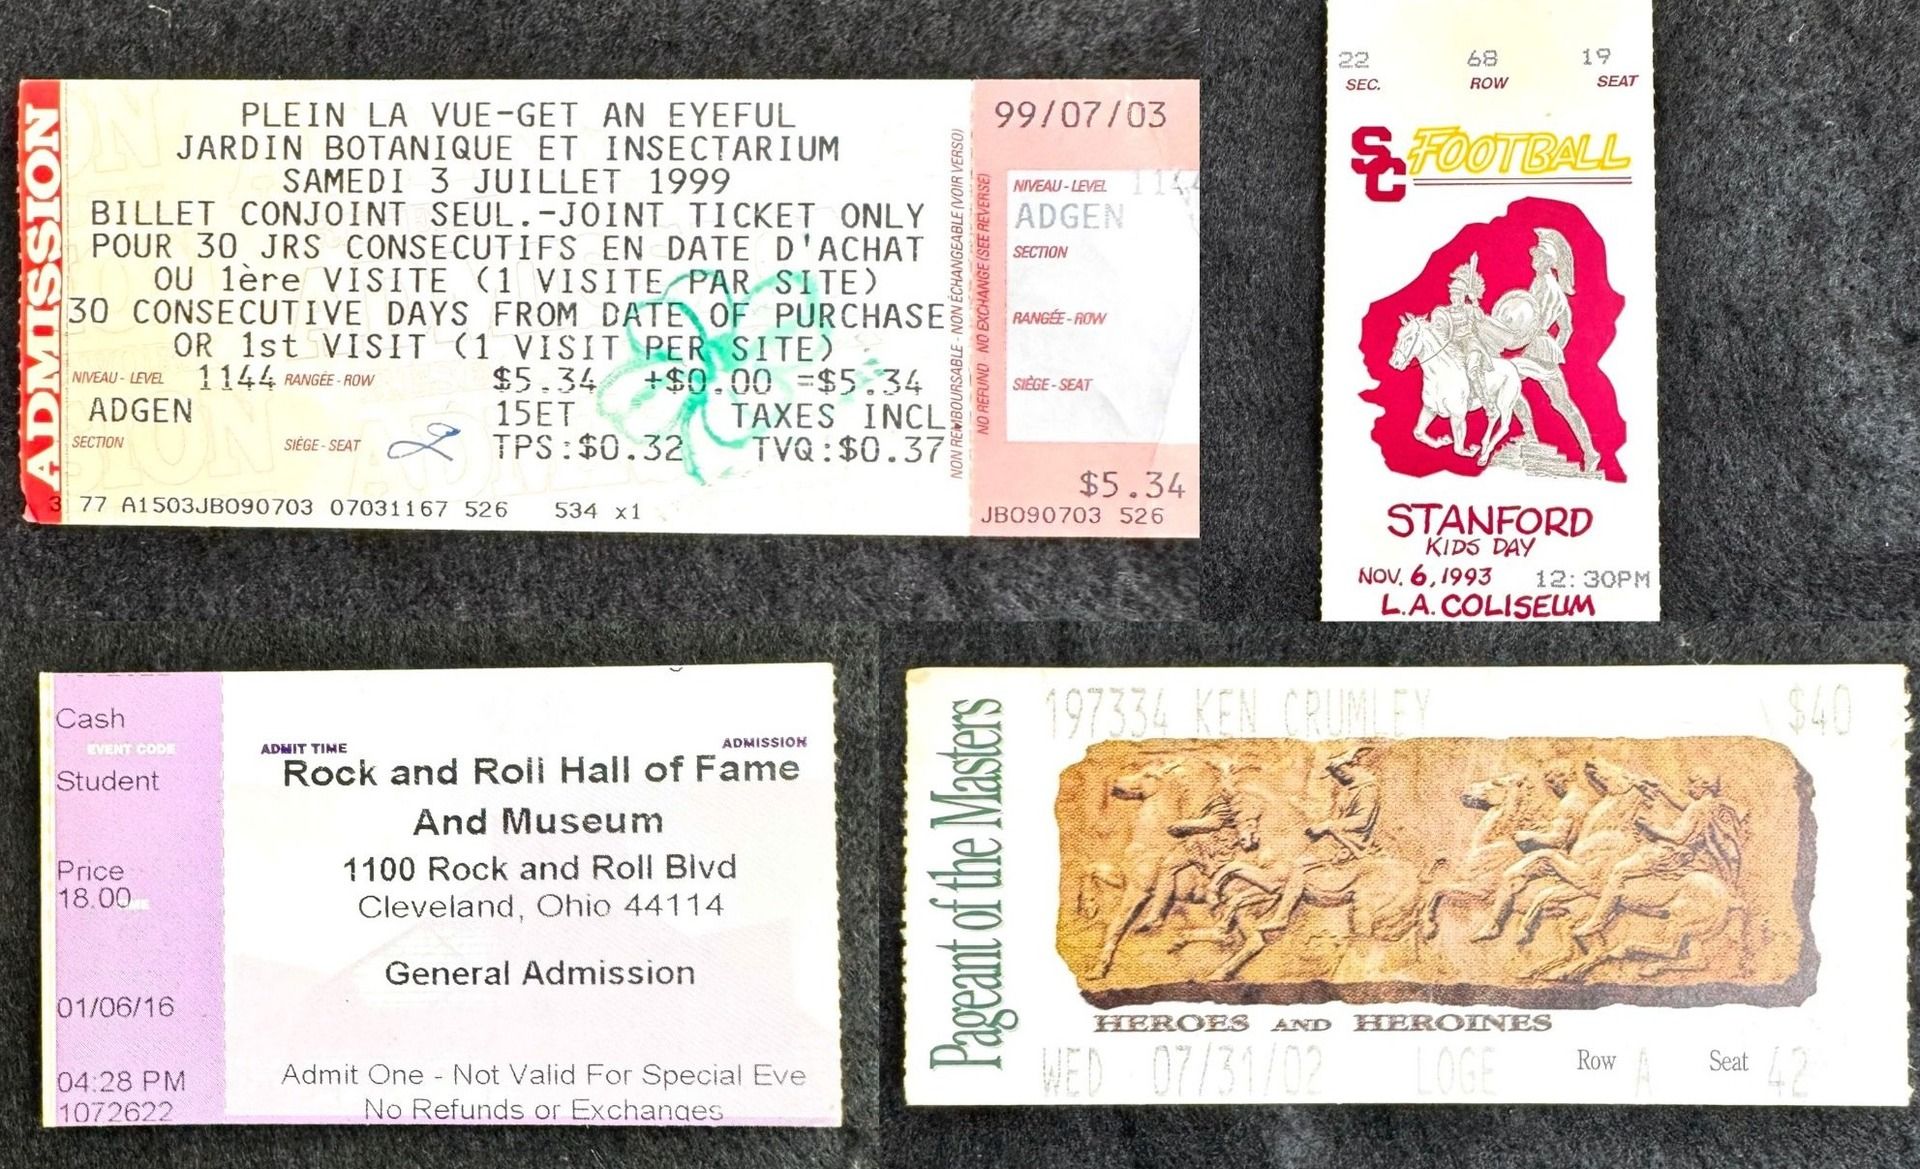 ADMISSION
PLEIN LA VUE-GET AN EYEFUL
JARDIN BOTANIQUE ET INSECTARIUM
SAMEDI 3 JUILLET 1999
BILLET CONJOINT SEUL.-JOINT TICKET ONLY
POUR 30 JRS CONSECUTIFS EN DATE D'ACHAT
OU 1ère VISITE (1 VISITE PAR SITE)
30 CONSECUTIVE DAYS FROM DATE OF PURCHASE
OR 1st VISIT (1 VISIT PER SITE)
NIVEAU - LEVEL 1144 RANGÉE - ROW $5.34 +$0.00 =$5.34
ADGEN 15ET TAXES INCL
SECTION SIÈGE - SEAT TPS:$0.32 TVQ:$0.37
3 77 A1503JB090703 07031167 526 534 x1
NON REMBOURSABLE - NON ÉCHANGEABLE (VOIR VERSO)
NO REFUND NO EXCHANGE (SEE REVERSE)
99/07/03
NIVEAU - LEVEL 1144
ADGEN
SECTION
RANGÉE - ROW
SIÈGE - SEAT
$5.34
JB090703 526
22 68 19
SEC. ROW SEAT
SC FOOTBALL
STANFORD
KIDS DAY
NOV. 6, 1993 12:30PM
L.A. COLISEUM
Cash
EVENT CODE
Student
Price
18.00
01/06/16
04:28 PM
1072622
ADMIT TIME ADMISSION
Rock and Roll Hall of Fame
And Museum
1100 Rock and Roll Blvd
Cleveland, Ohio 44114
General Admission
Admit One - Not Valid For Special Eve
No Refunds or Exchanges
Pageant of the Masters
197334 KEN CRUMLEY $40
HEROES AND HEROINES
WED 07/31/02 LOGE Row A Seat 42